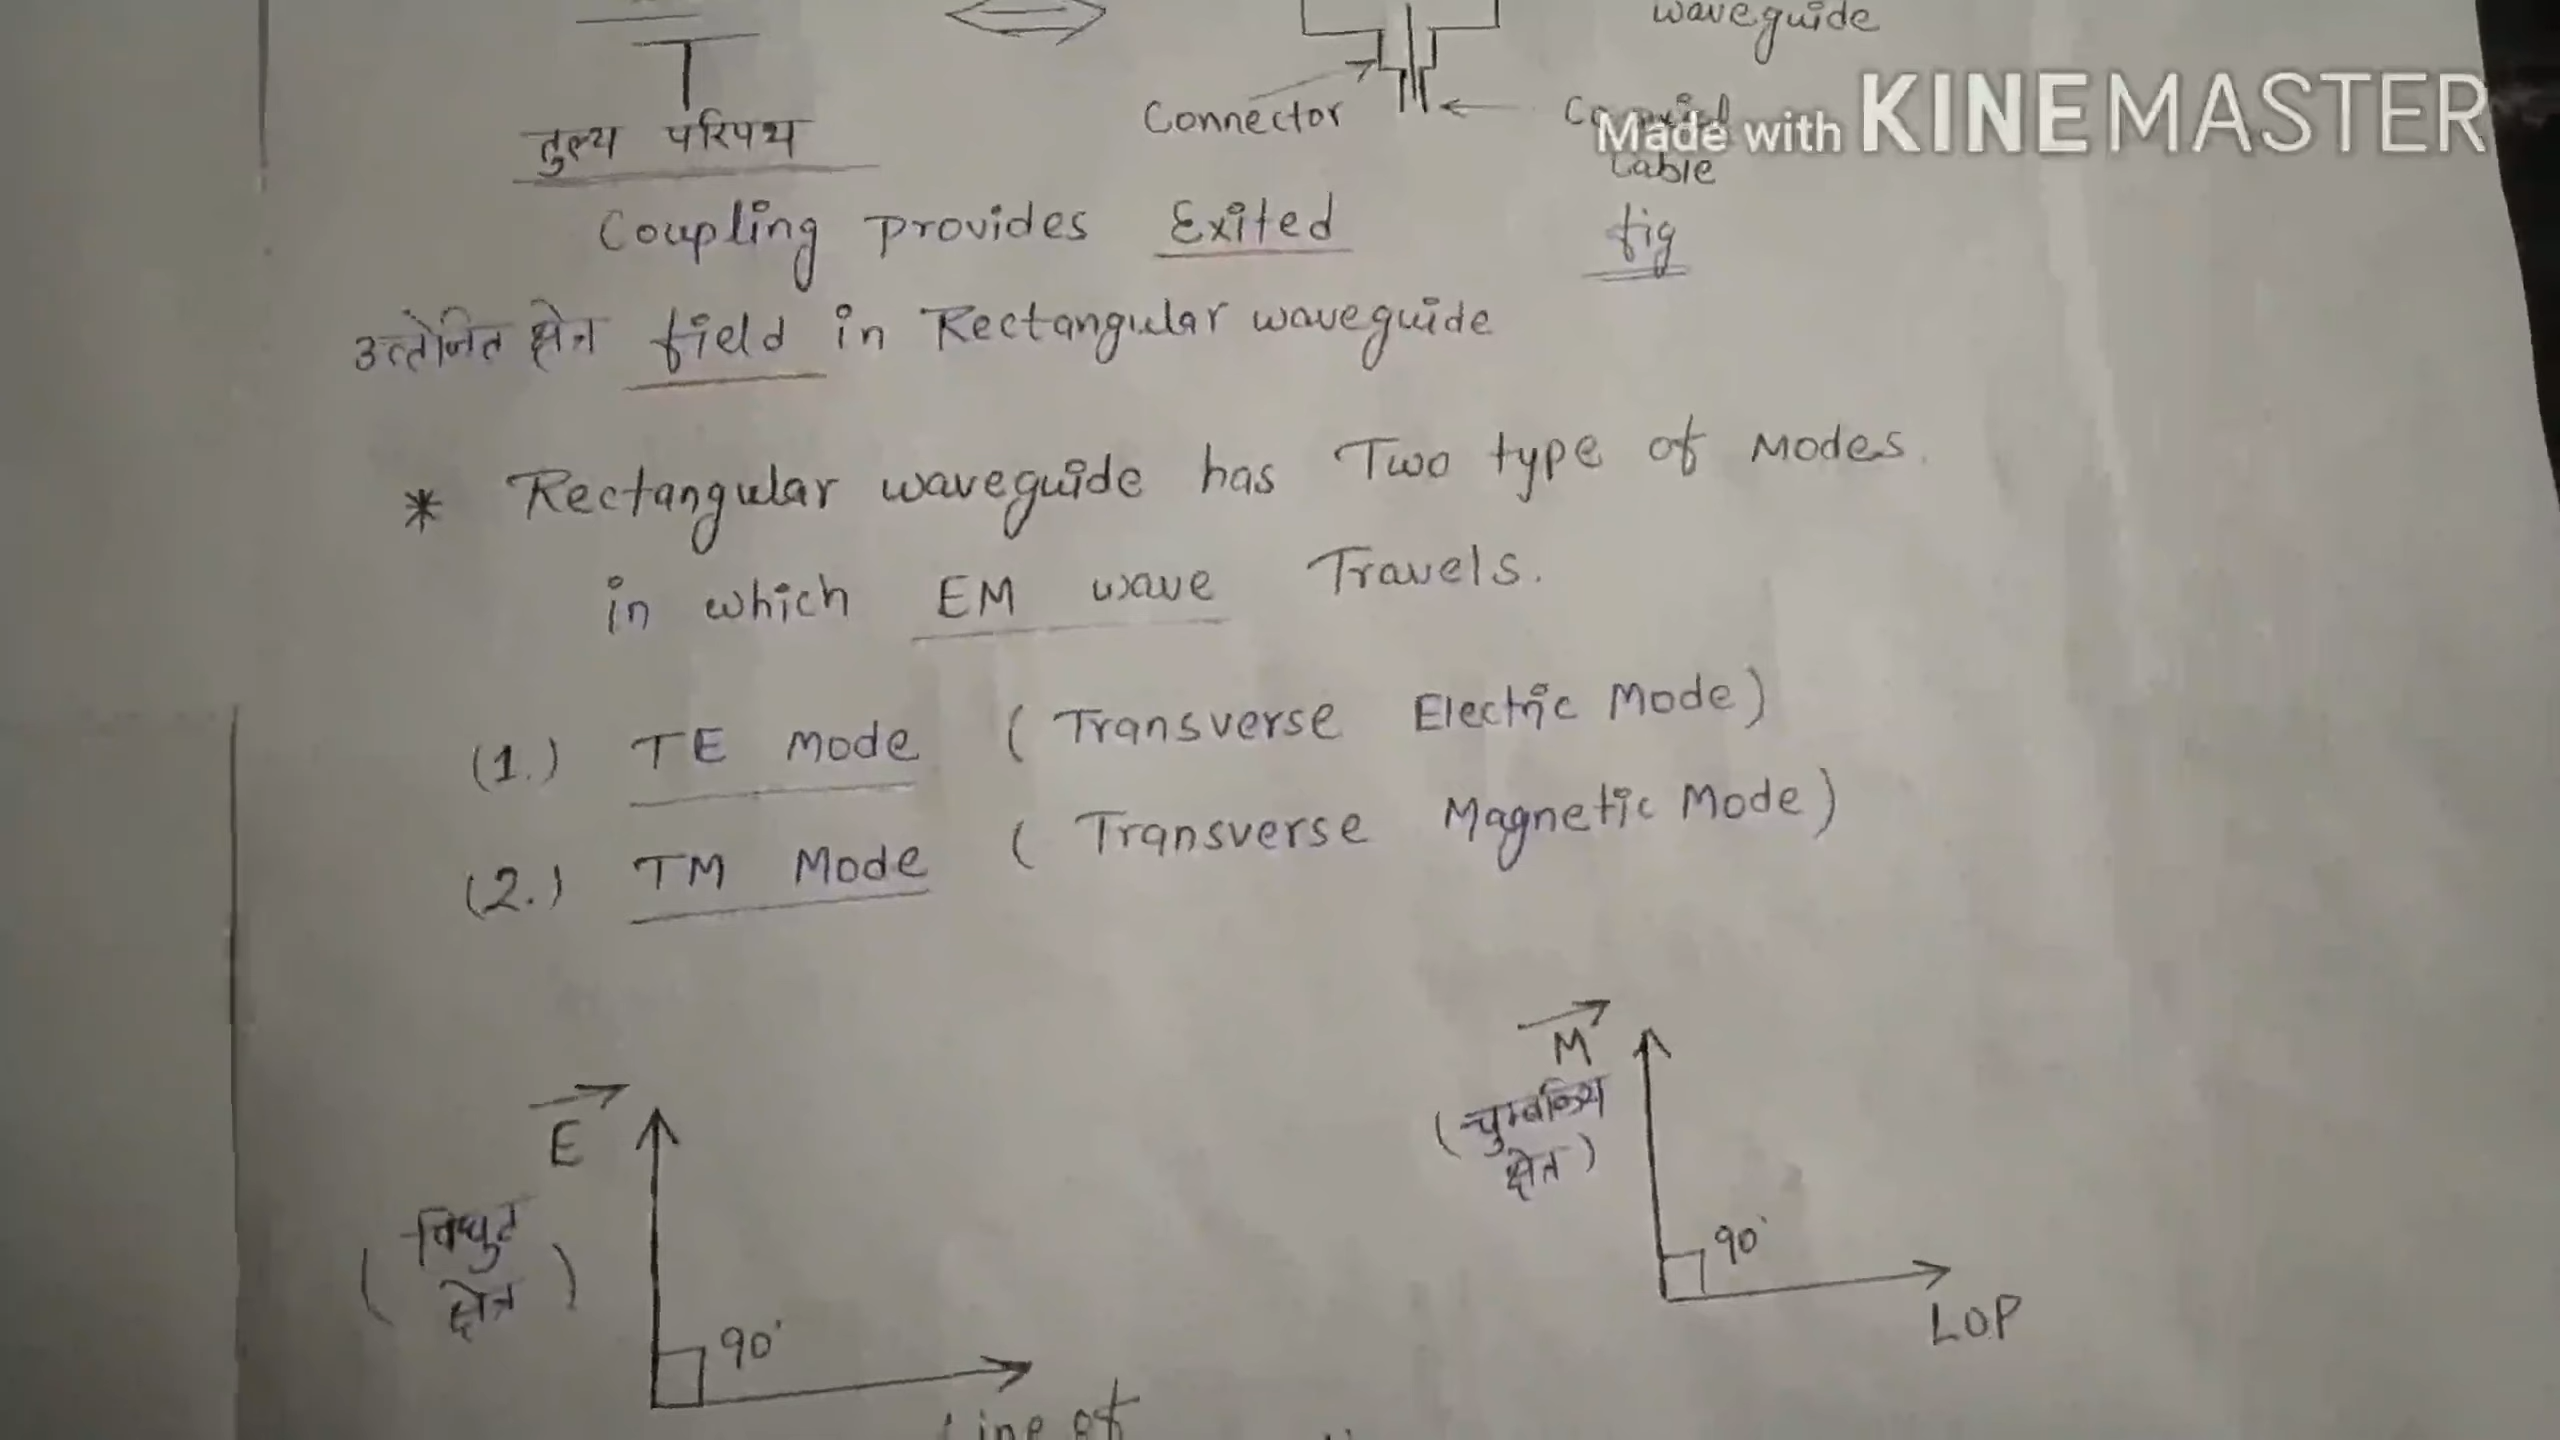 waveguide
Made with KINEMASTER
Connector
Cable
तुल्य परिपथ
Coupling provides Exited
fig
उत्तेजित क्षेत्र field in Rectangular waveguide
* Rectangular waveguide has Two type of Modes.
in which EM wave Travels.
(1.) TE Mode (Transverse Electric Mode)
(2.) TM Mode (Transverse Magnetic Mode)
M
(चुम्बकिय
क्षेत्र)
90°
LOP
E
(विधुत
क्षेत्र)
90°
Line of